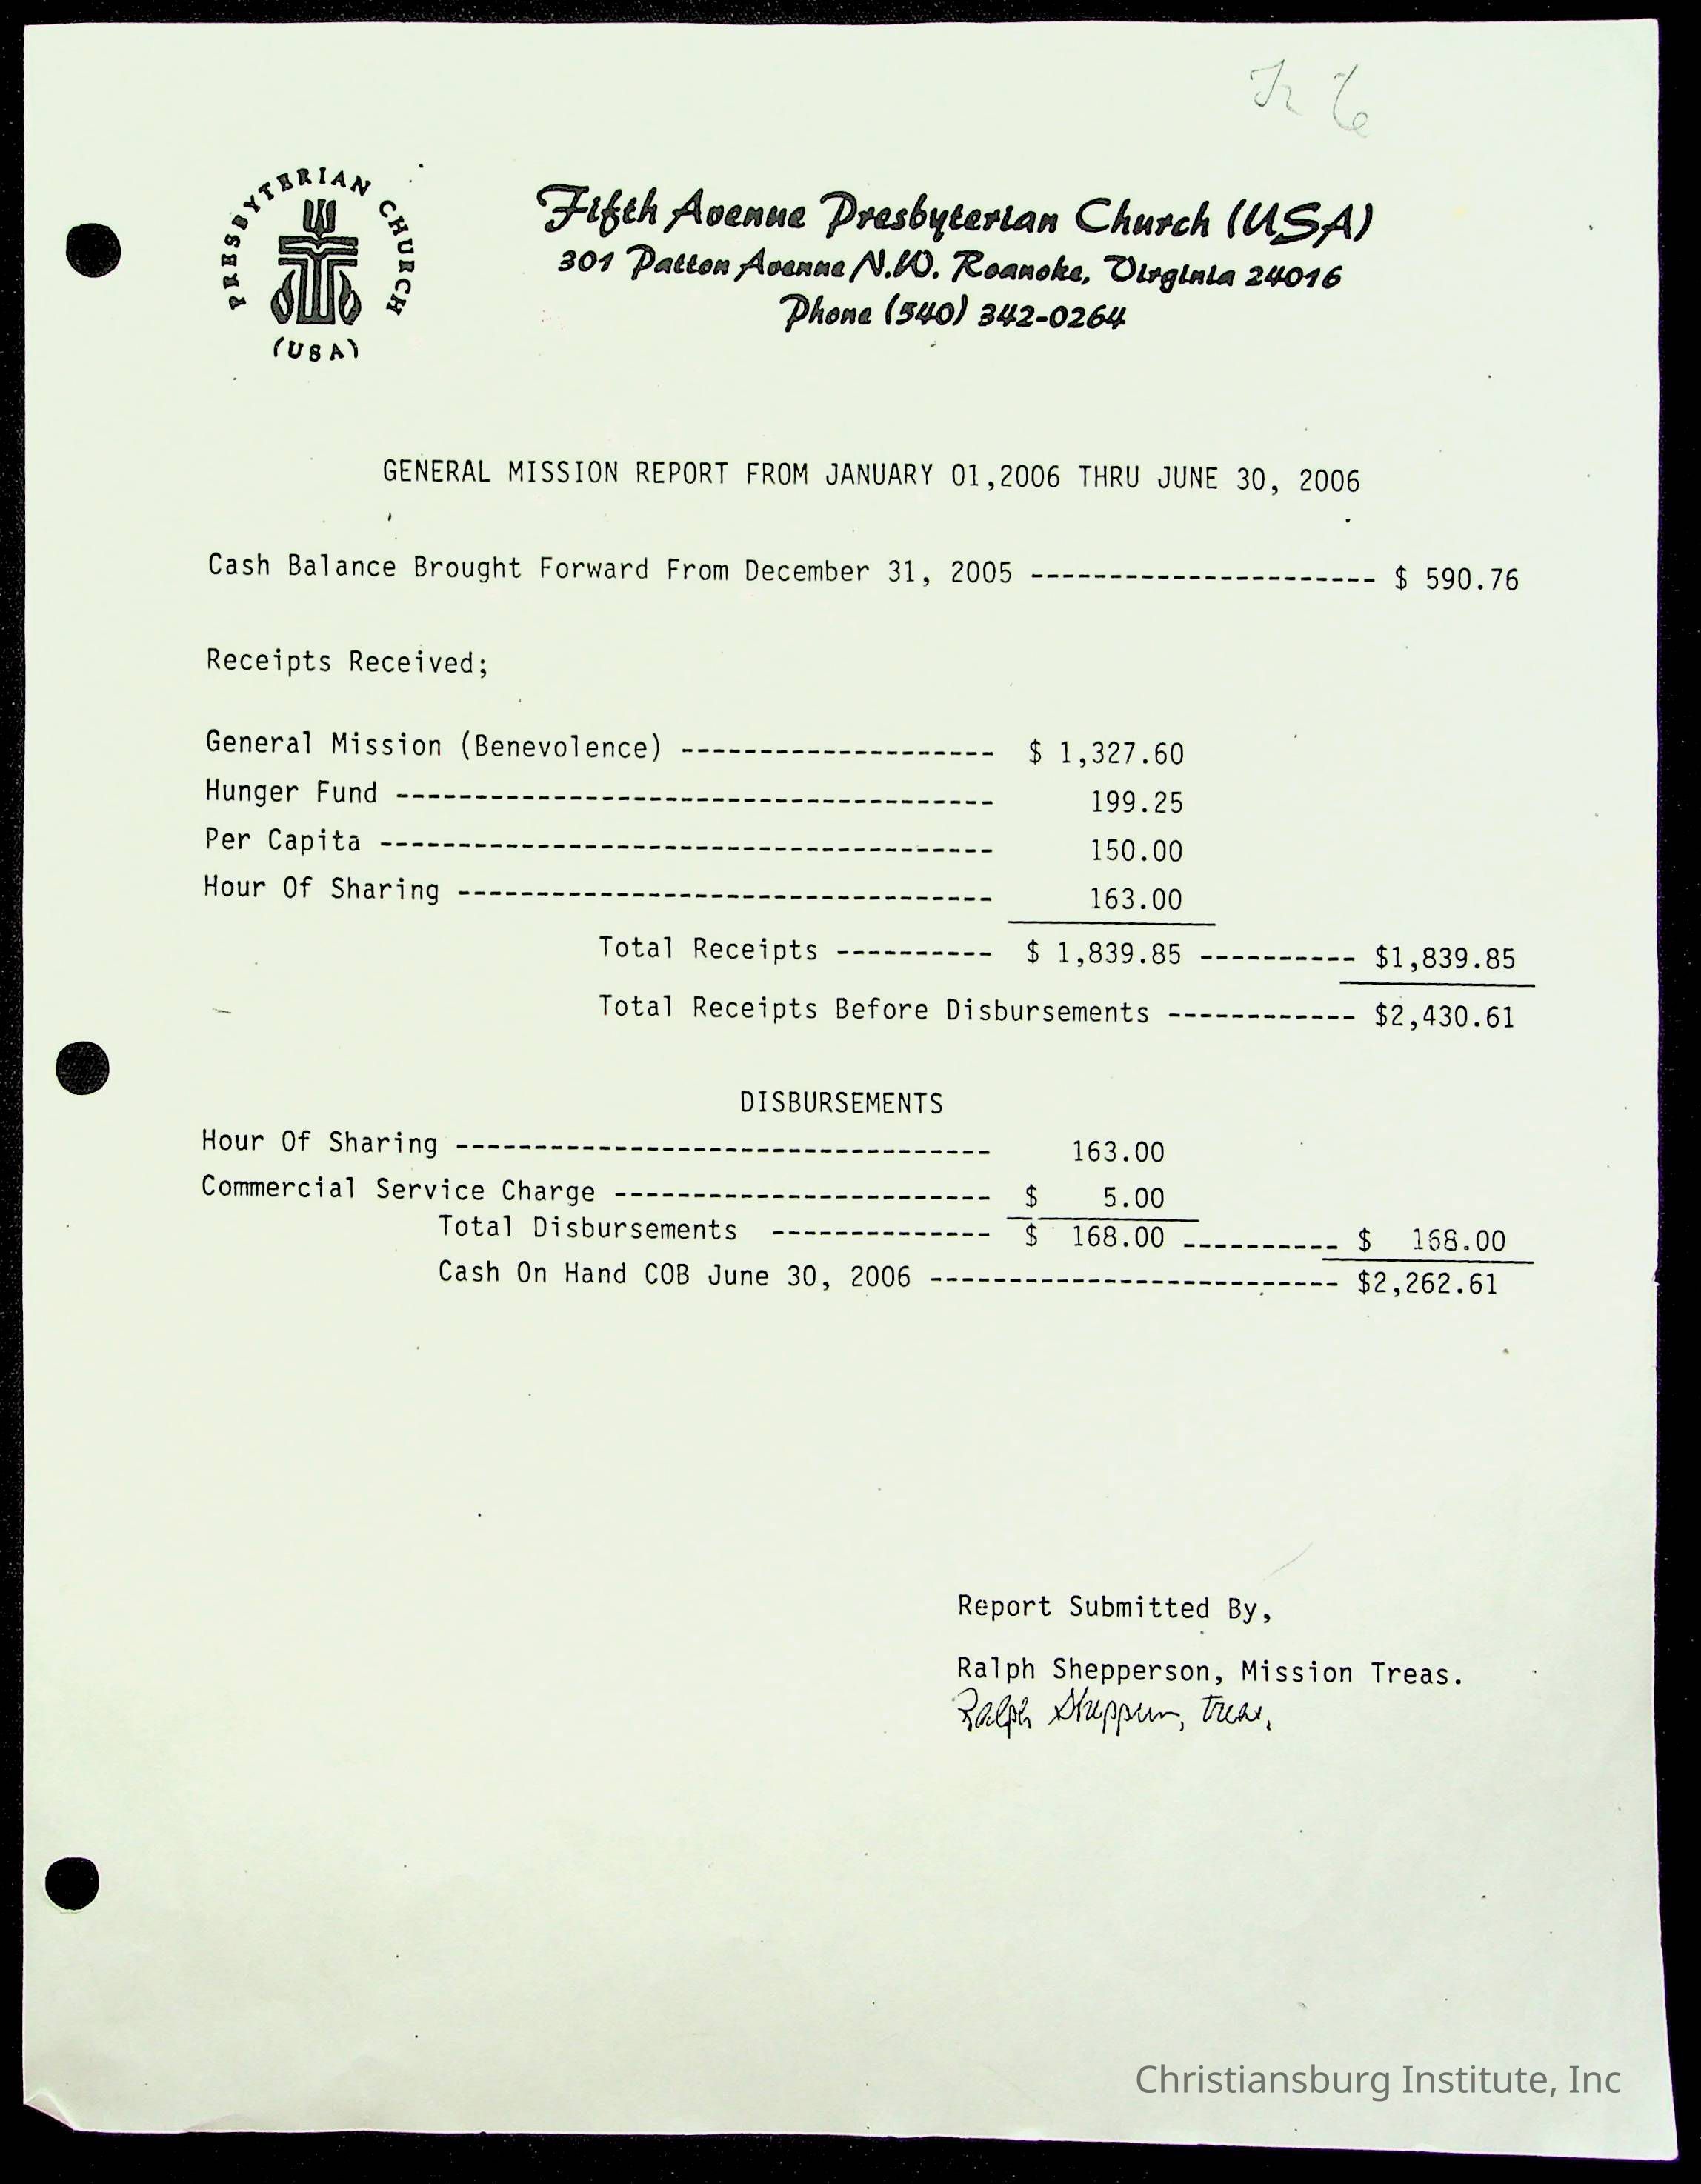 PRESBYTERIAN CHURCH
(USA)
Fifth Avenue Presbyterian Church (USA)
301 Patton Avenue N.W. Roanoke, Virginia 24016
Phone (540) 342-0264
GENERAL MISSION REPORT FROM JANUARY 01,2006 THRU JUNE 30, 2006
Cash Balance Brought Forward From December 31, 2005 ---------------------- $ 590.76
Receipts Received;
General Mission (Benevolence) -------------------- $ 1,327.60
Hunger Fund -------------------------------------- 199.25
Per Capita --------------------------------------- 150.00
Hour Of Sharing ---------------------------------- 163.00
Total Receipts ---------- $ 1,839.85 ---------- $1,839.85
Total Receipts Before Disbursements ------------ $2,430.61
DISBURSEMENTS
Hour Of Sharing ---------------------------------- 163.00
Commercial Service Charge ------------------------ $ 5.00
Total Disbursements -------------- $ 168.00 ---------- $ 168.00
Cash On Hand COB June 30, 2006 -------------------------- $2,262.61
Report Submitted By,
Ralph Shepperson, Mission Treas.
Ralph Shepperson, Treas.
Christiansburg Institute, Inc